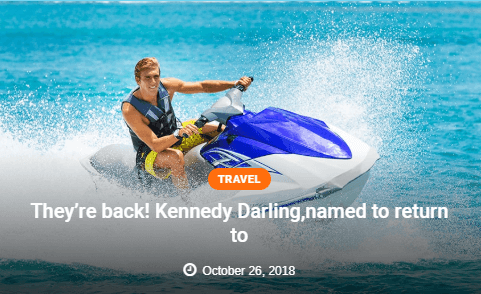 TRAVEL
They're back! Kennedy Darling,named to return
to
October 26, 2018